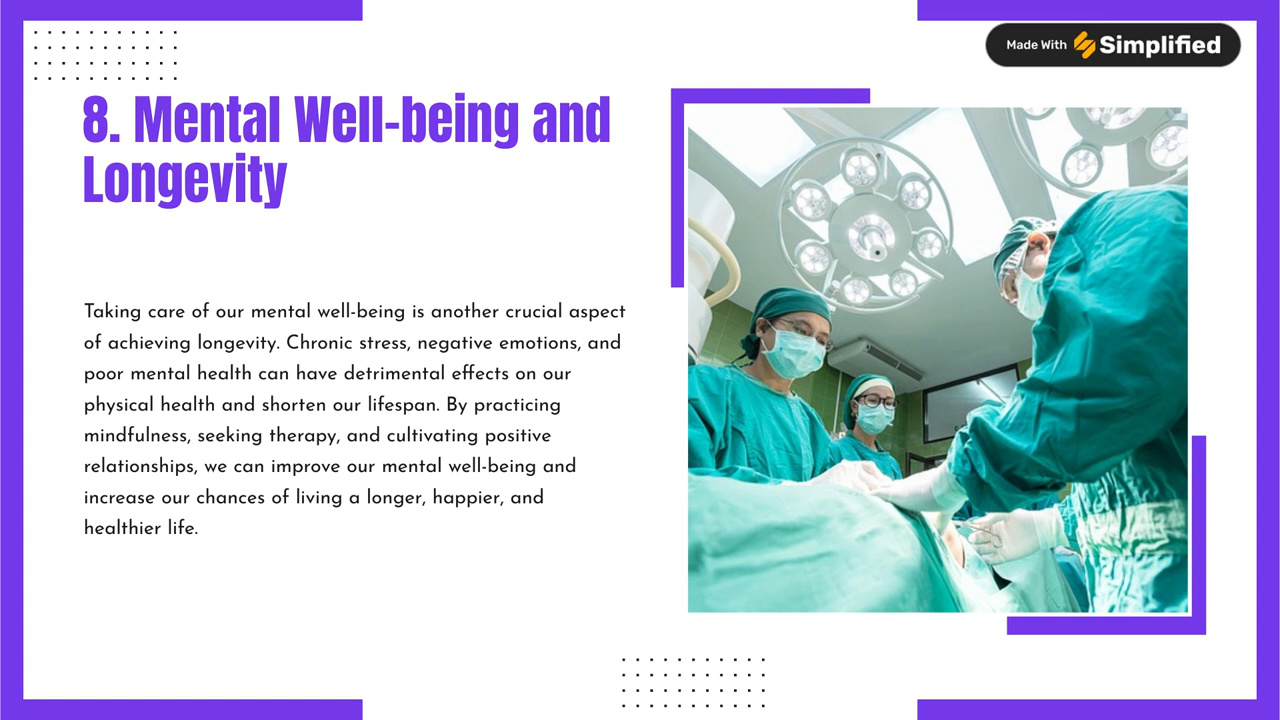 Made With Simplified
8. Mental Well-being and
Longevity
Taking care of our mental well-being is another crucial aspect
of achieving longevity. Chronic stress, negative emotions, and
poor mental health can have detrimental effects on our
physical health and shorten our lifespan. By practicing
mindfulness, seeking therapy, and cultivating positive
relationships, we can improve our mental well-being and
increase our chances of living a longer, happier, and
healthier life.